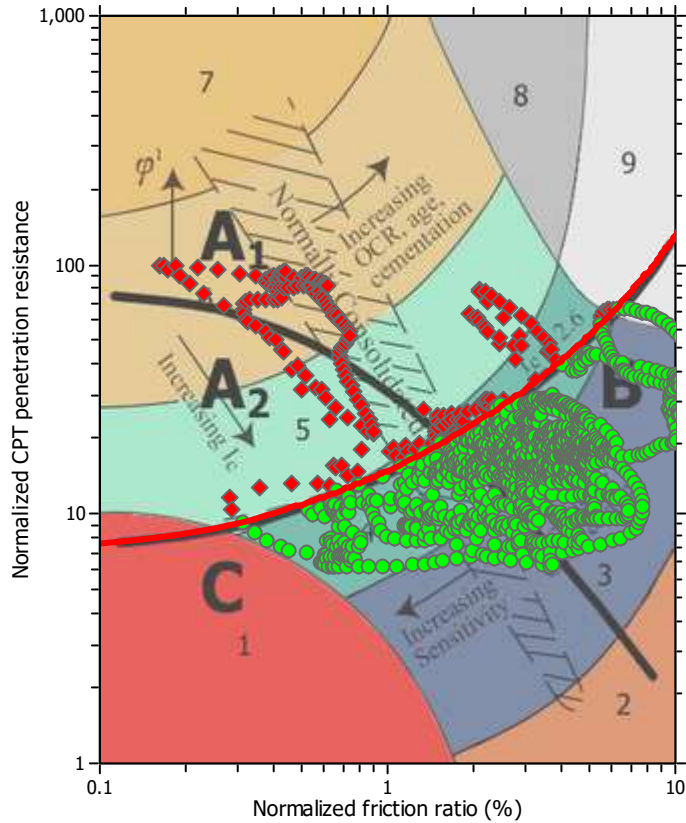 1,000
100
10
1
0.1
1
10
Normalized CPT penetration resistance
Normalized friction ratio (%)
7
8
9
φ'
A1
Normally Consolidated
Increasing
OCR, age,
cementation
A2
Increasing Ic
5
2.6
B
C
1
Increasing
Sensitivity
3
2